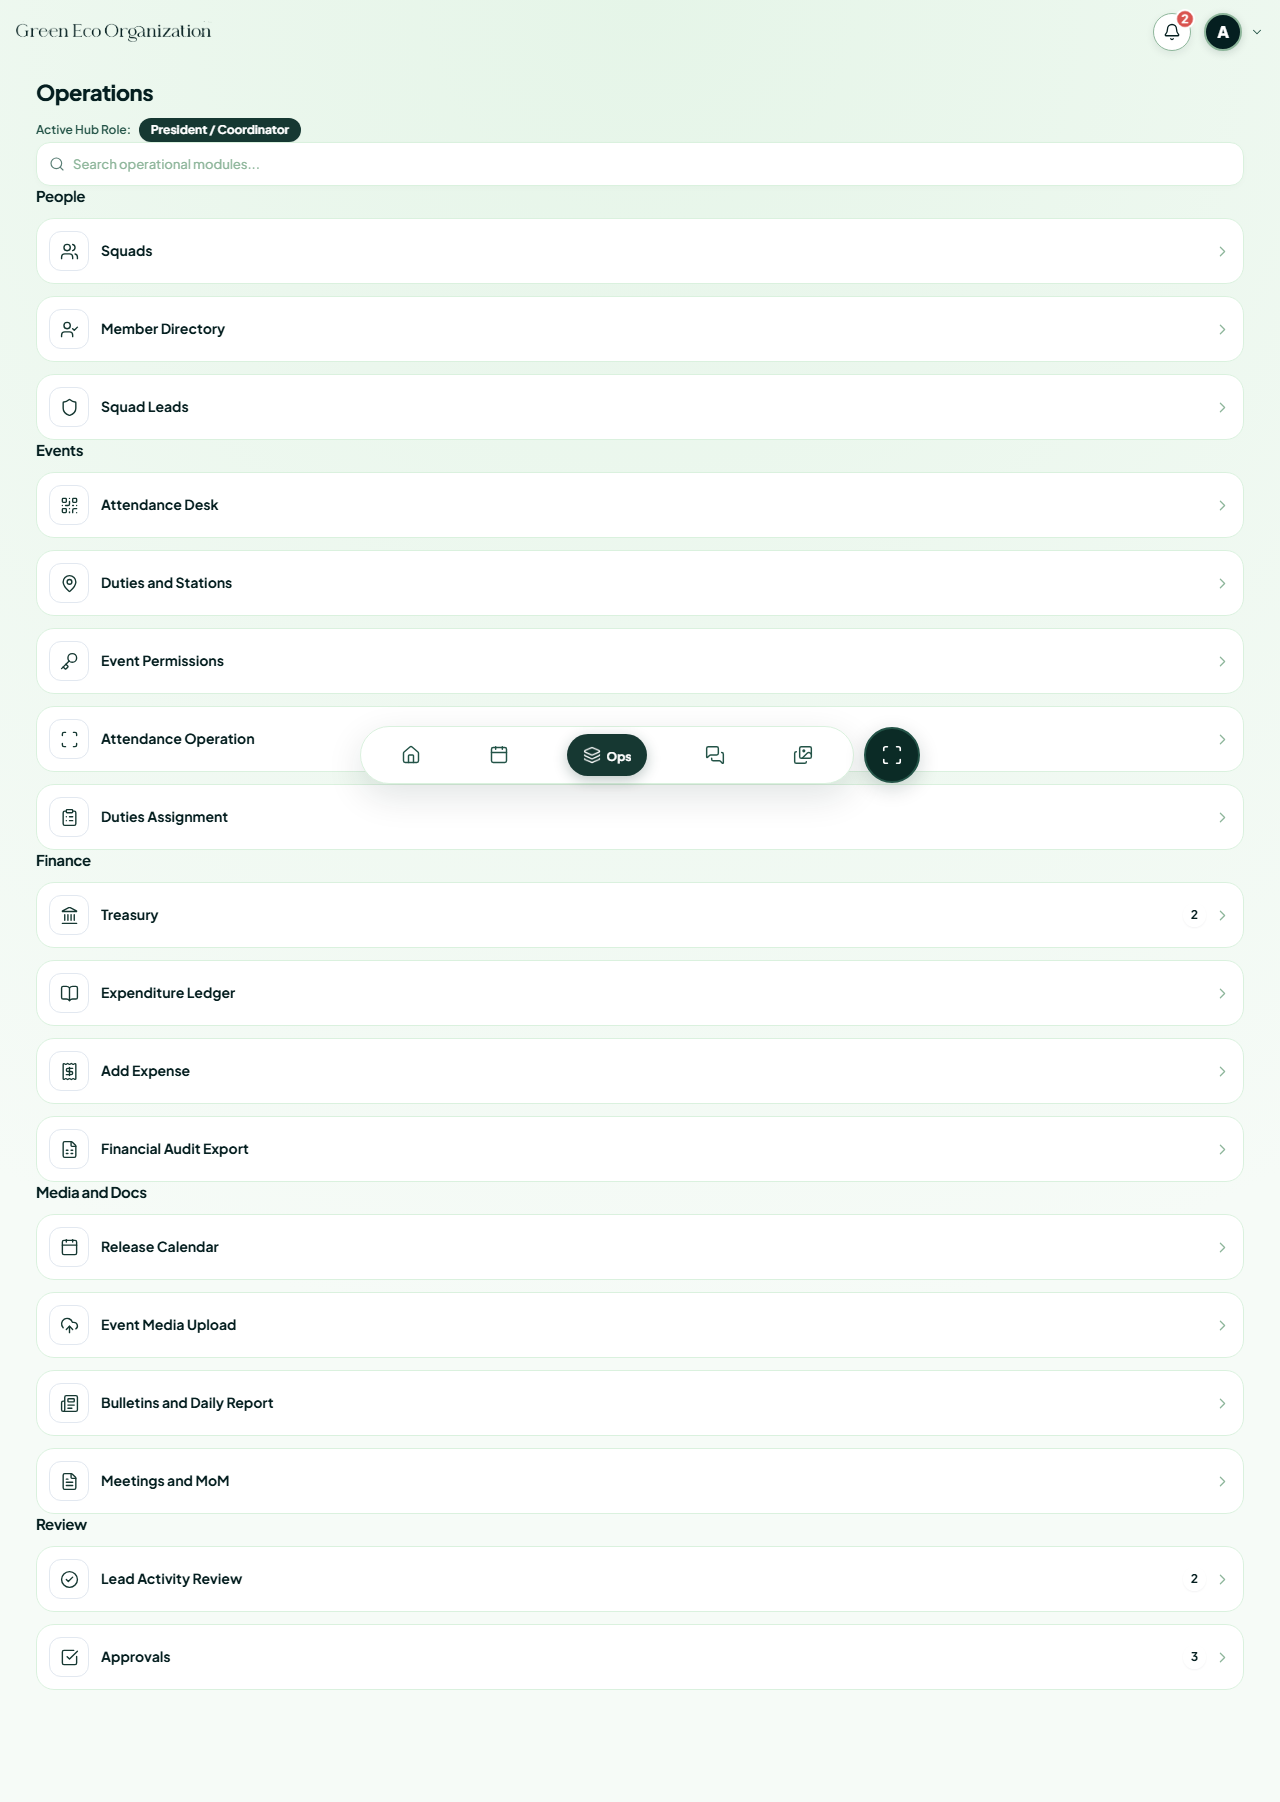 Green Eco Organization
2
A
Operations
Active Hub Role:
President / Coordinator
Search operational modules...
People
Squads
Member Directory
Squad Leads
Events
Attendance Desk
Duties and Stations
Event Permissions
Attendance Operation
Ops
Duties Assignment
Finance
Treasury
2
Expenditure Ledger
Add Expense
Financial Audit Export
Media and Docs
Release Calendar
Event Media Upload
Bulletins and Daily Report
Meetings and MoM
Review
Lead Activity Review
2
Approvals
3